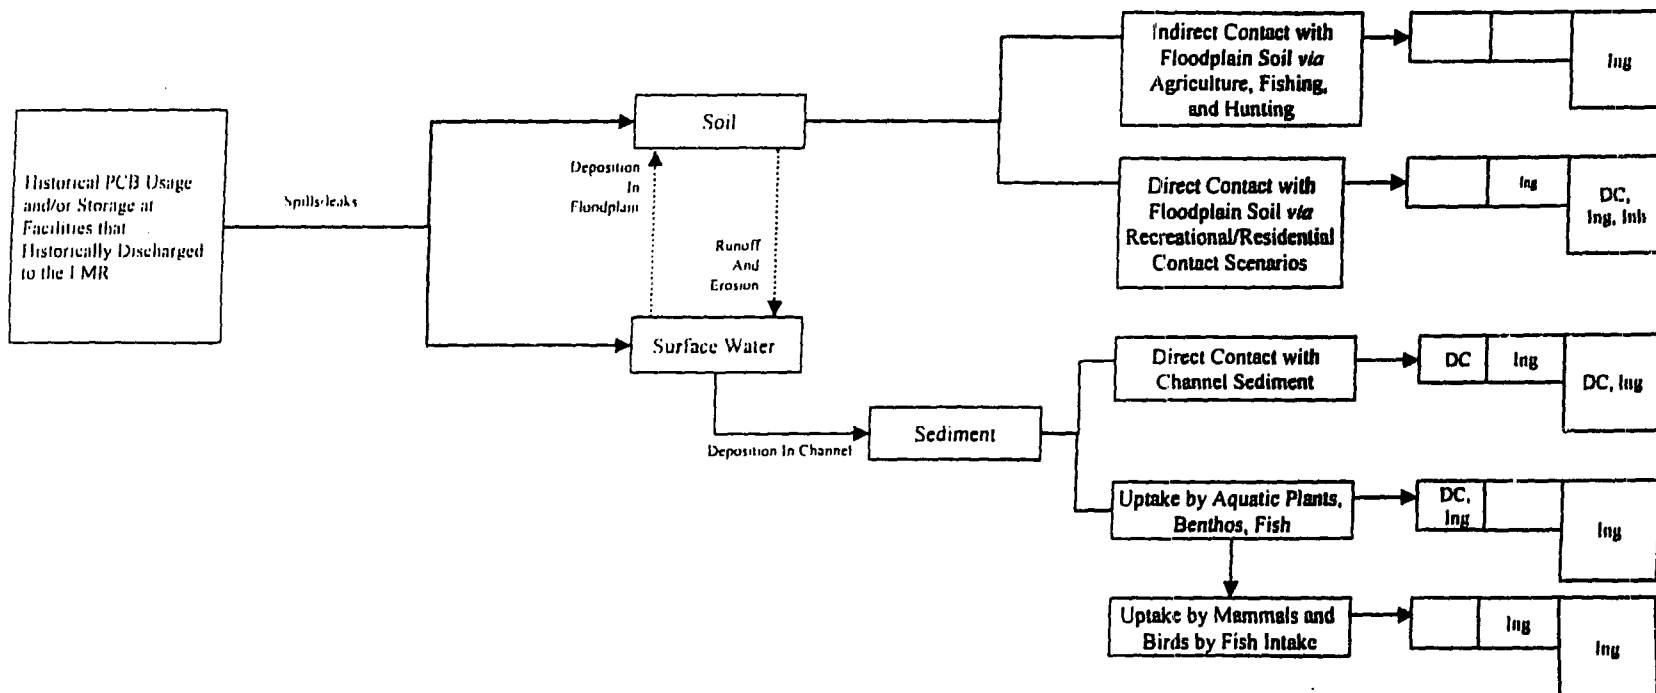 Historical PCB Usage
and/or Storage at
Facilities that
Historically Discharged
to the LMR
Spills/leaks
Soil
Deposition
In
Floodplain
Runoff
And
Erosion
Surface Water
Deposition In Channel
Sediment
Indirect Contact with
Floodplain Soil via
Agriculture, Fishing,
and Hunting
Ing
Direct Contact with
Floodplain Soil via
Recreational/Residential
Contact Scenarios
Ing
DC,
Ing, Inh
Direct Contact with
Channel Sediment
DC
Ing
DC, Ing
Uptake by Aquatic Plants,
Benthos, Fish
DC,
Ing
Ing
Uptake by Mammals and
Birds by Fish Intake
Ing
Ing